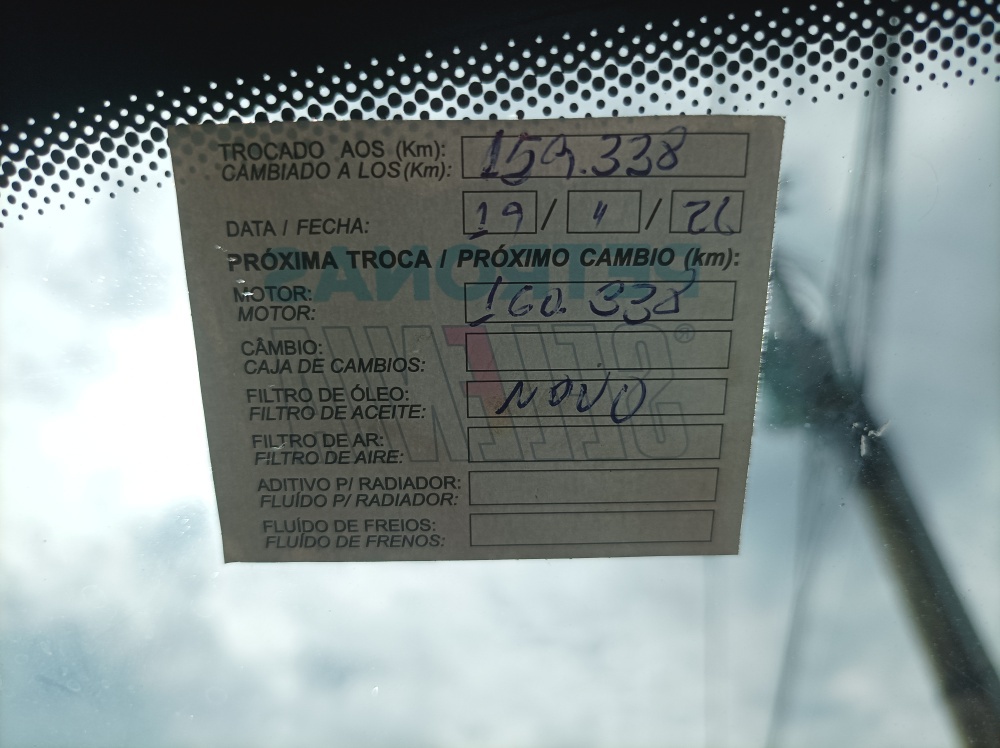 TROCADO AOS (Km): 159.338
CAMBIADO A LOS (Km):
DATA / FECHA: 19 / 4 / 26
PRÓXIMA TROCA / PRÓXIMO CAMBIO (km):
MOTOR: 160.338
MOTOR:
CÂMBIO:
CAJA DE CAMBIOS:
FILTRO DE ÓLEO: NOVO
FILTRO DE ACEITE:
FILTRO DE AR:
FILTRO DE AIRE:
ADITIVO P/ RADIADOR:
FLUÍDO P/ RADIADOR:
FLUÍDO DE FREIOS:
FLUÍDO DE FRENOS:
PETRONAS
SELENIA®